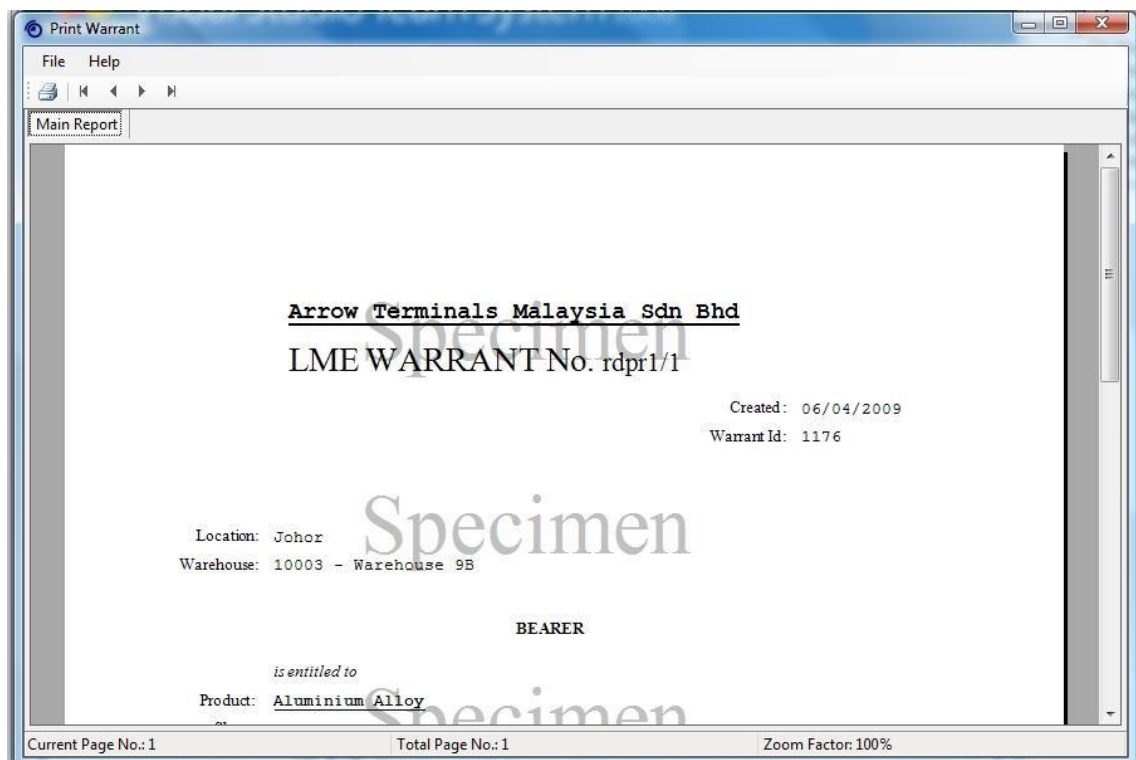 Print Warrant
File Help
Main Report
Specimen
Arrow Terminals Malaysia Sdn Bhd
LME WARRANT No. rdpr1/1
Created: 06/04/2009
Warrant Id: 1176
Specimen
Location: Johor
Warehouse: 10003 - Warehouse 9B
BEARER
is entitled to
Specimen
Product: Aluminium Alloy
Current Page No.: 1 Total Page No.: 1 Zoom Factor: 100%